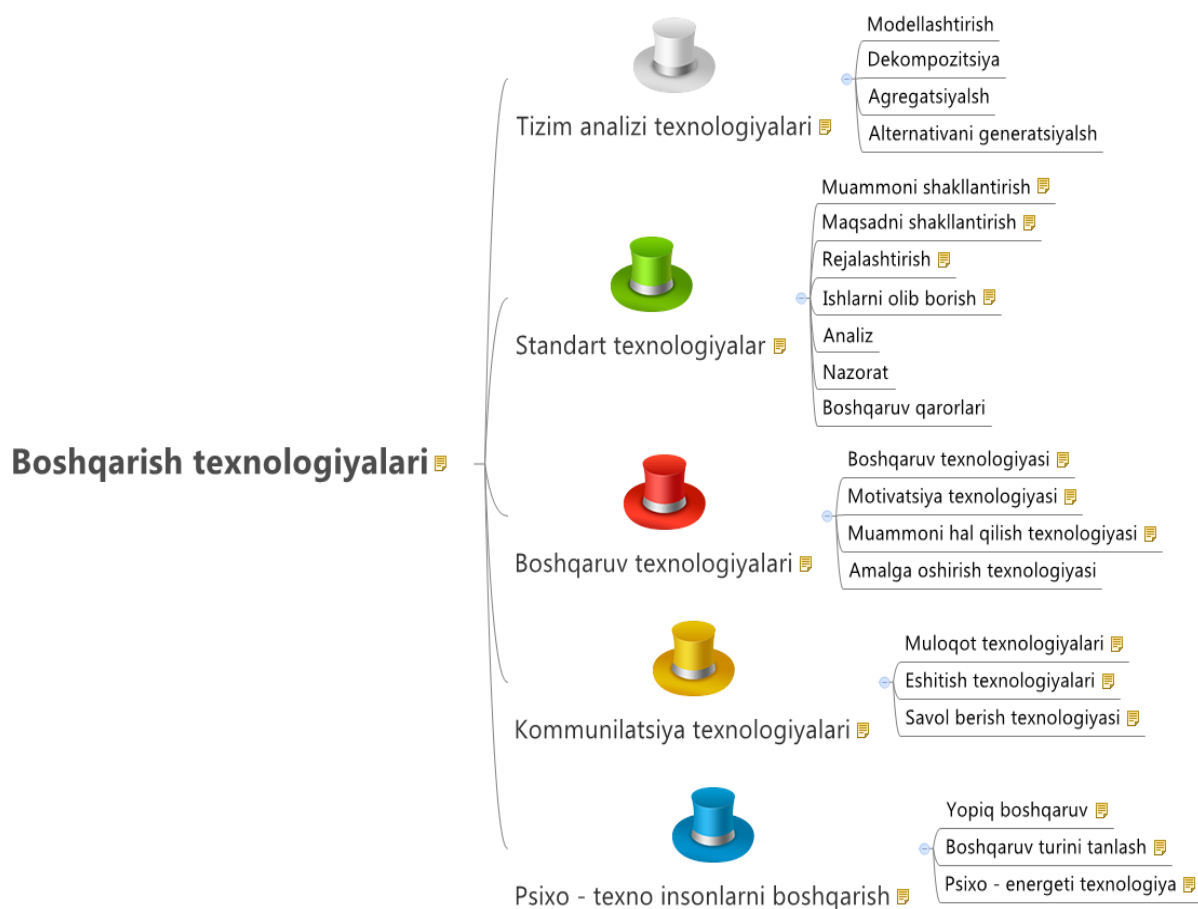 Boshqarish texnologiyalari
Tizim analizi texnologiyalari
Modellashtirish
Dekompozitsiya
Agregatsiyalsh
Alternativani generatsiyalsh
Standart texnologiyalar
Muammoni shakllantirish
Maqsadni shakllantirish
Rejalashtirish
Ishlarni olib borish
Analiz
Nazorat
Boshqaruv qarorlari
Boshqaruv texnologiyalari
Boshqaruv texnologiyasi
Motivatsiya texnologiyasi
Muammoni hal qilish texnologiyasi
Amalga oshirish texnologiyasi
Kommunilatsiya texnologiyalari
Muloqot texnologiyalari
Eshitish texnologiyalari
Savol berish texnologiyasi
Psixo - texno insonlarni boshqarish
Yopiq boshqaruv
Boshqaruv turini tanlash
Psixo - energeti texnologiya